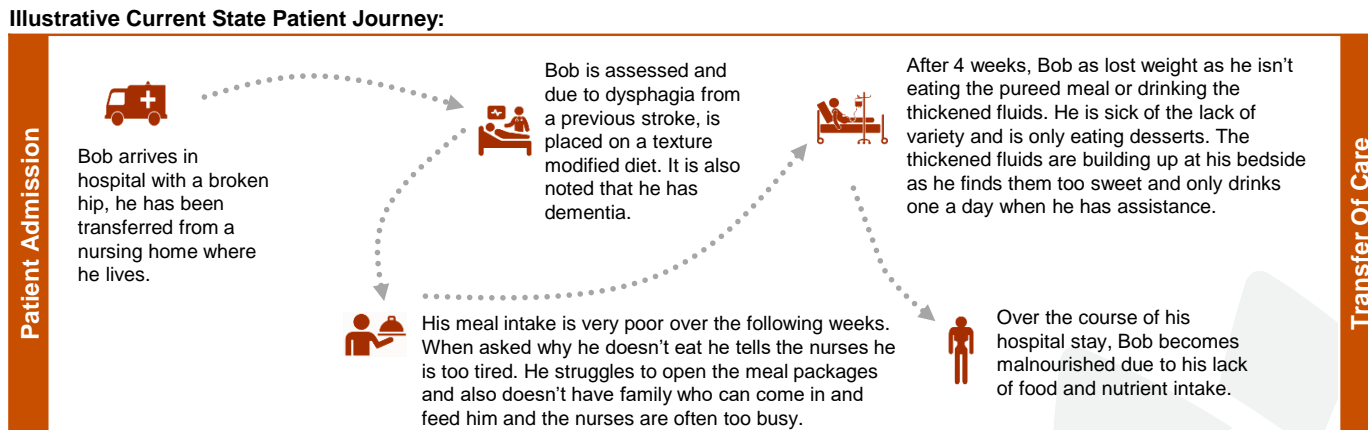 Illustrative Current State Patient Journey:
Patient Admission
Bob arrives in
hospital with a broken
hip, he has been
transferred from a
nursing home where
he lives.
Bob is assessed and
due to dysphagia from
a previous stroke, is
placed on a texture
modified diet. It is also
noted that he has
dementia.
His meal intake is very poor over the following weeks.
When asked why he doesn’t eat he tells the nurses he
is too tired. He struggles to open the meal packages
and also doesn’t have family who can come in and
feed him and the nurses are often too busy.
After 4 weeks, Bob as lost weight as he isn’t
eating the pureed meal or drinking the
thickened fluids. He is sick of the lack of
variety and is only eating desserts. The
thickened fluids are building up at his bedside
as he finds them too sweet and only drinks
one a day when he has assistance.
Over the course of his
hospital stay, Bob becomes
malnourished due to his lack
of food and nutrient intake.
Transfer Of Care